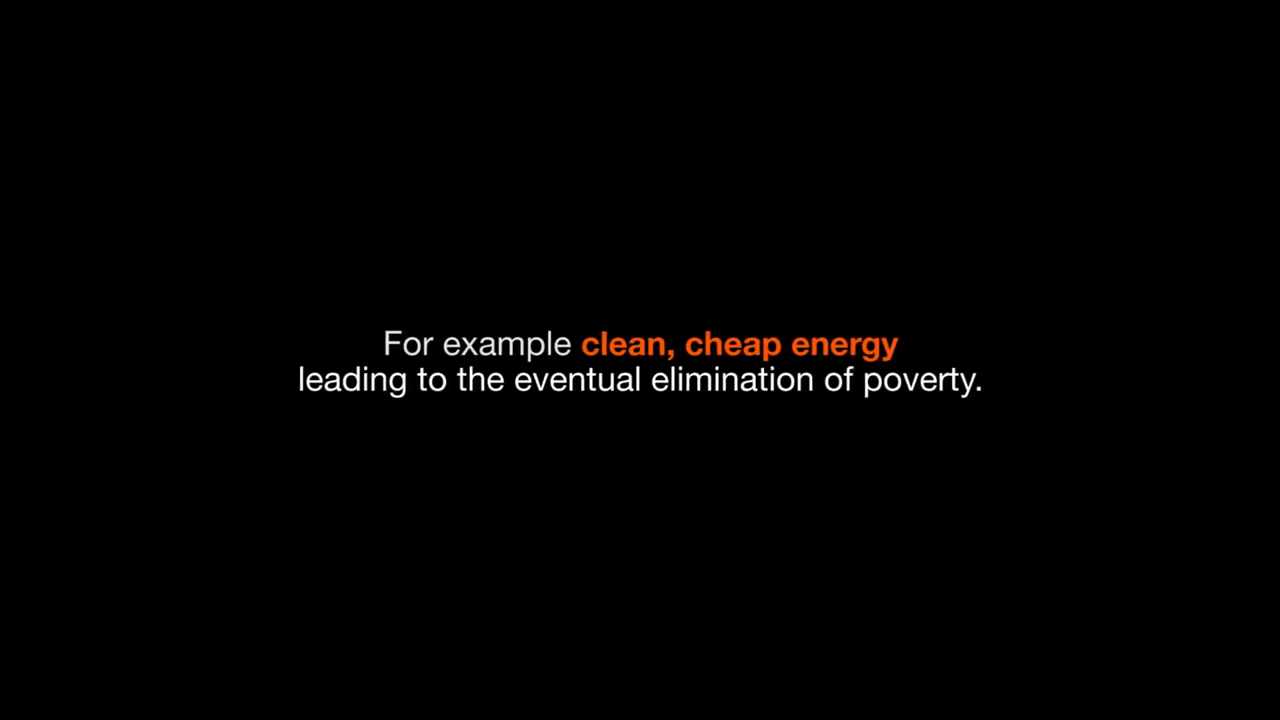 For example clean, cheap energy
leading to the eventual elimination of poverty.